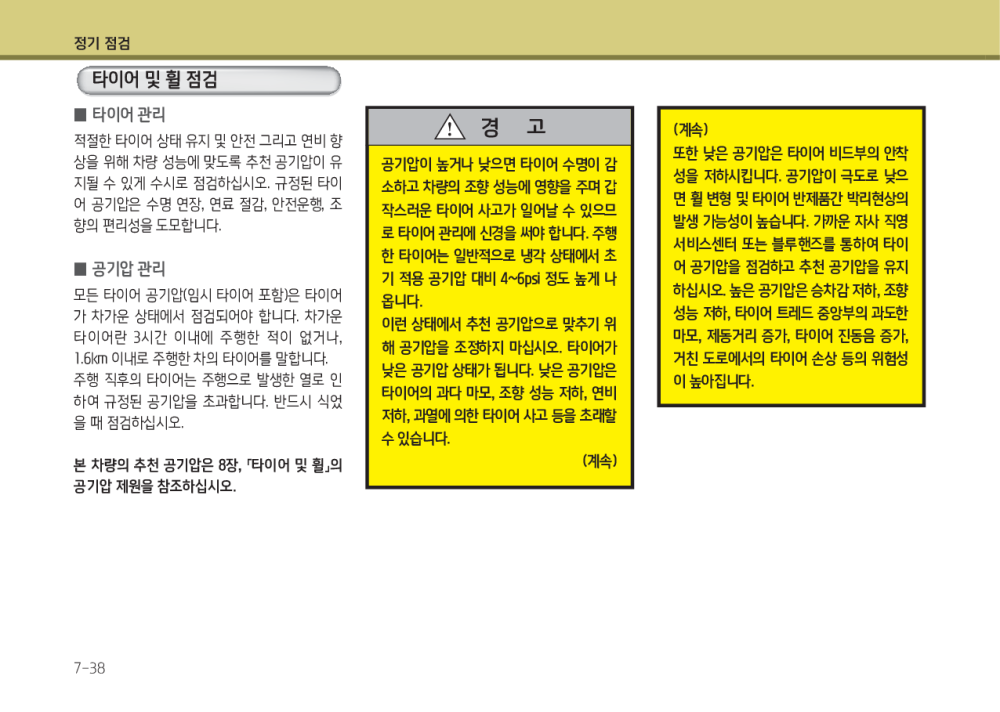 정기 점검
타이어 및 휠 점검
■ 타이어 관리
적절한 타이어 상태 유지 및 안전 그리고 연비 향
상을 위해 차량 성능에 맞도록 추천 공기압이 유
지될 수 있게 수시로 점검하십시오. 규정된 타이
어 공기압은 수명 연장, 연료 절감, 안전운행, 조
향의 편리성을 도모합니다.
■ 공기압 관리
모든 타이어 공기압(임시 타이어 포함)은 타이어
가 차가운 상태에서 점검되어야 합니다. 차가운
타이어란 3시간 이내에 주행한 적이 없거나,
1.6km 이내로 주행한 차의 타이어를 말합니다.
주행 직후의 타이어는 주행으로 발생한 열로 인
하여 규정된 공기압을 초과합니다. 반드시 식었
을 때 점검하십시오.
본 차량의 추천 공기압은 8장, 「타이어 및 휠」의
공기압 제원을 참조하십시오.
경 고
공기압이 높거나 낮으면 타이어 수명이 감
소하고 차량의 조향 성능에 영향을 주며 갑
작스러운 타이어 사고가 일어날 수 있으므
로 타이어 관리에 신경을 써야 합니다. 주행
한 타이어는 일반적으로 냉각 상태에서 초
기 적용 공기압 대비 4~6psi 정도 높게 나
옵니다.
이런 상태에서 추천 공기압으로 맞추기 위
해 공기압을 조정하지 마십시오. 타이어가
낮은 공기압 상태가 됩니다. 낮은 공기압은
타이어의 과다 마모, 조향 성능 저하, 연비
저하, 과열에 의한 타이어 사고 등을 초래할
수 있습니다.
(계속)
(계속)
또한 낮은 공기압은 타이어 비드부의 안착
성을 저하시킵니다. 공기압이 극도로 낮으
면 휠 변형 및 타이어 반제품간 박리현상의
발생 가능성이 높습니다. 가까운 자사 직영
서비스센터 또는 블루핸즈를 통하여 타이
어 공기압을 점검하고 추천 공기압을 유지
하십시오. 높은 공기압은 승차감 저하, 조향
성능 저하, 타이어 트레드 중앙부의 과도한
마모, 제동거리 증가, 타이어 진동음 증가,
거친 도로에서의 타이어 손상 등의 위험성
이 높아집니다.
7-38